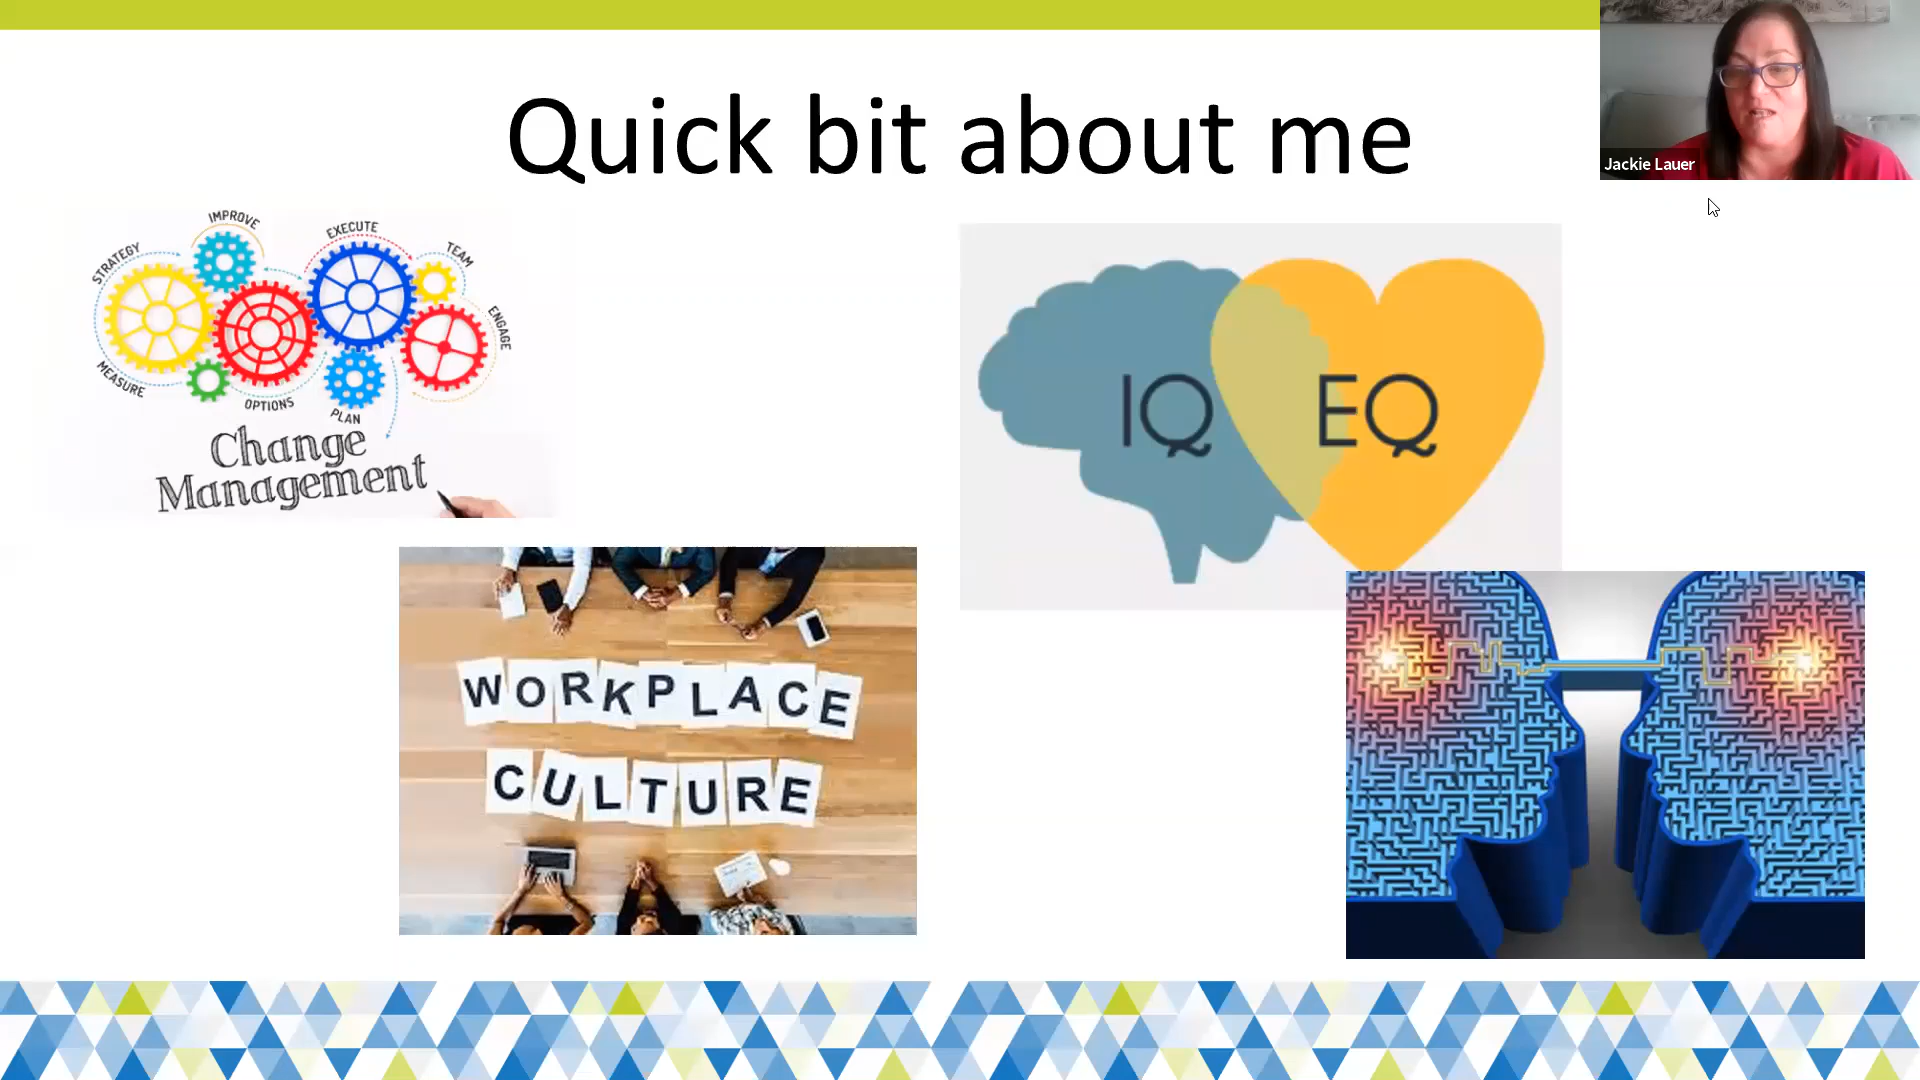 Quick bit about me
Jackie Lauer
IMPROVE
EXECUTE
STRATEGY
TEAM
ENGAGE
MEASURE
OPTIONS
PLAN
Change
Management
IQ EQ
WORKPLACE
CULTURE